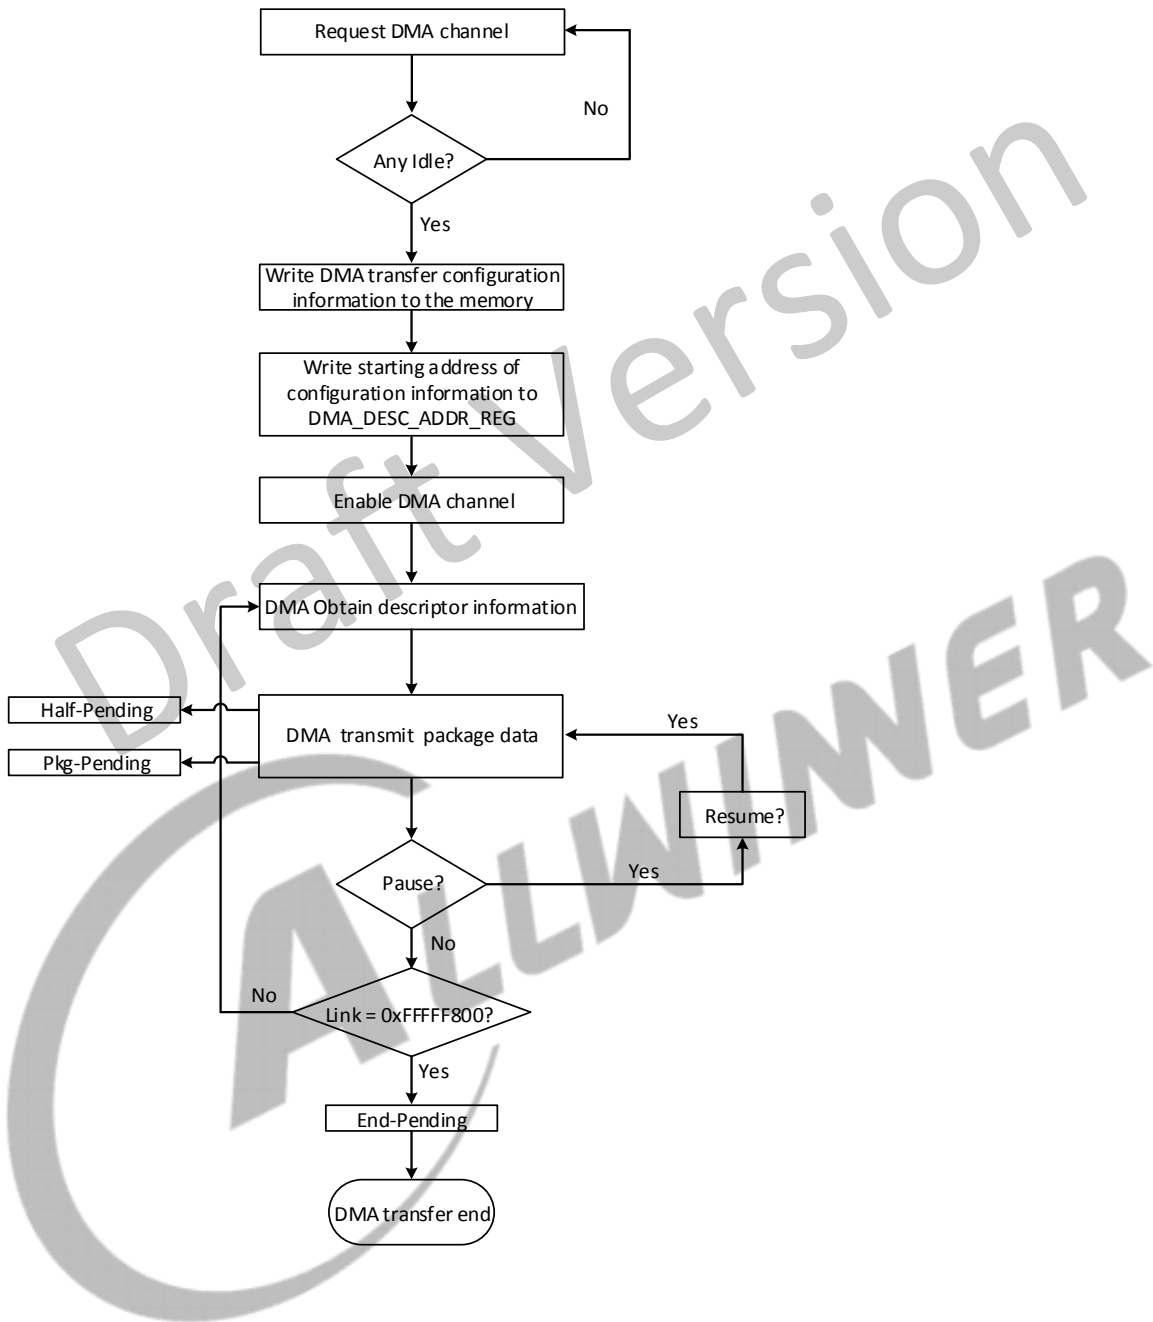 Request DMA channel
No
Any Idle?
Yes
Write DMA transfer configuration
information to the memory
Write starting address of
configuration information to
DMA_DESC_ADDR_REG
Enable DMA channel
DMA Obtain descriptor information
Half-Pending
DMA transmit package data
Yes
Pkg-Pending
Resume?
Pause?
Yes
No
No
Link = 0xFFFFF800?
Yes
End-Pending
DMA transfer end
Draft Version
ALLWINNER